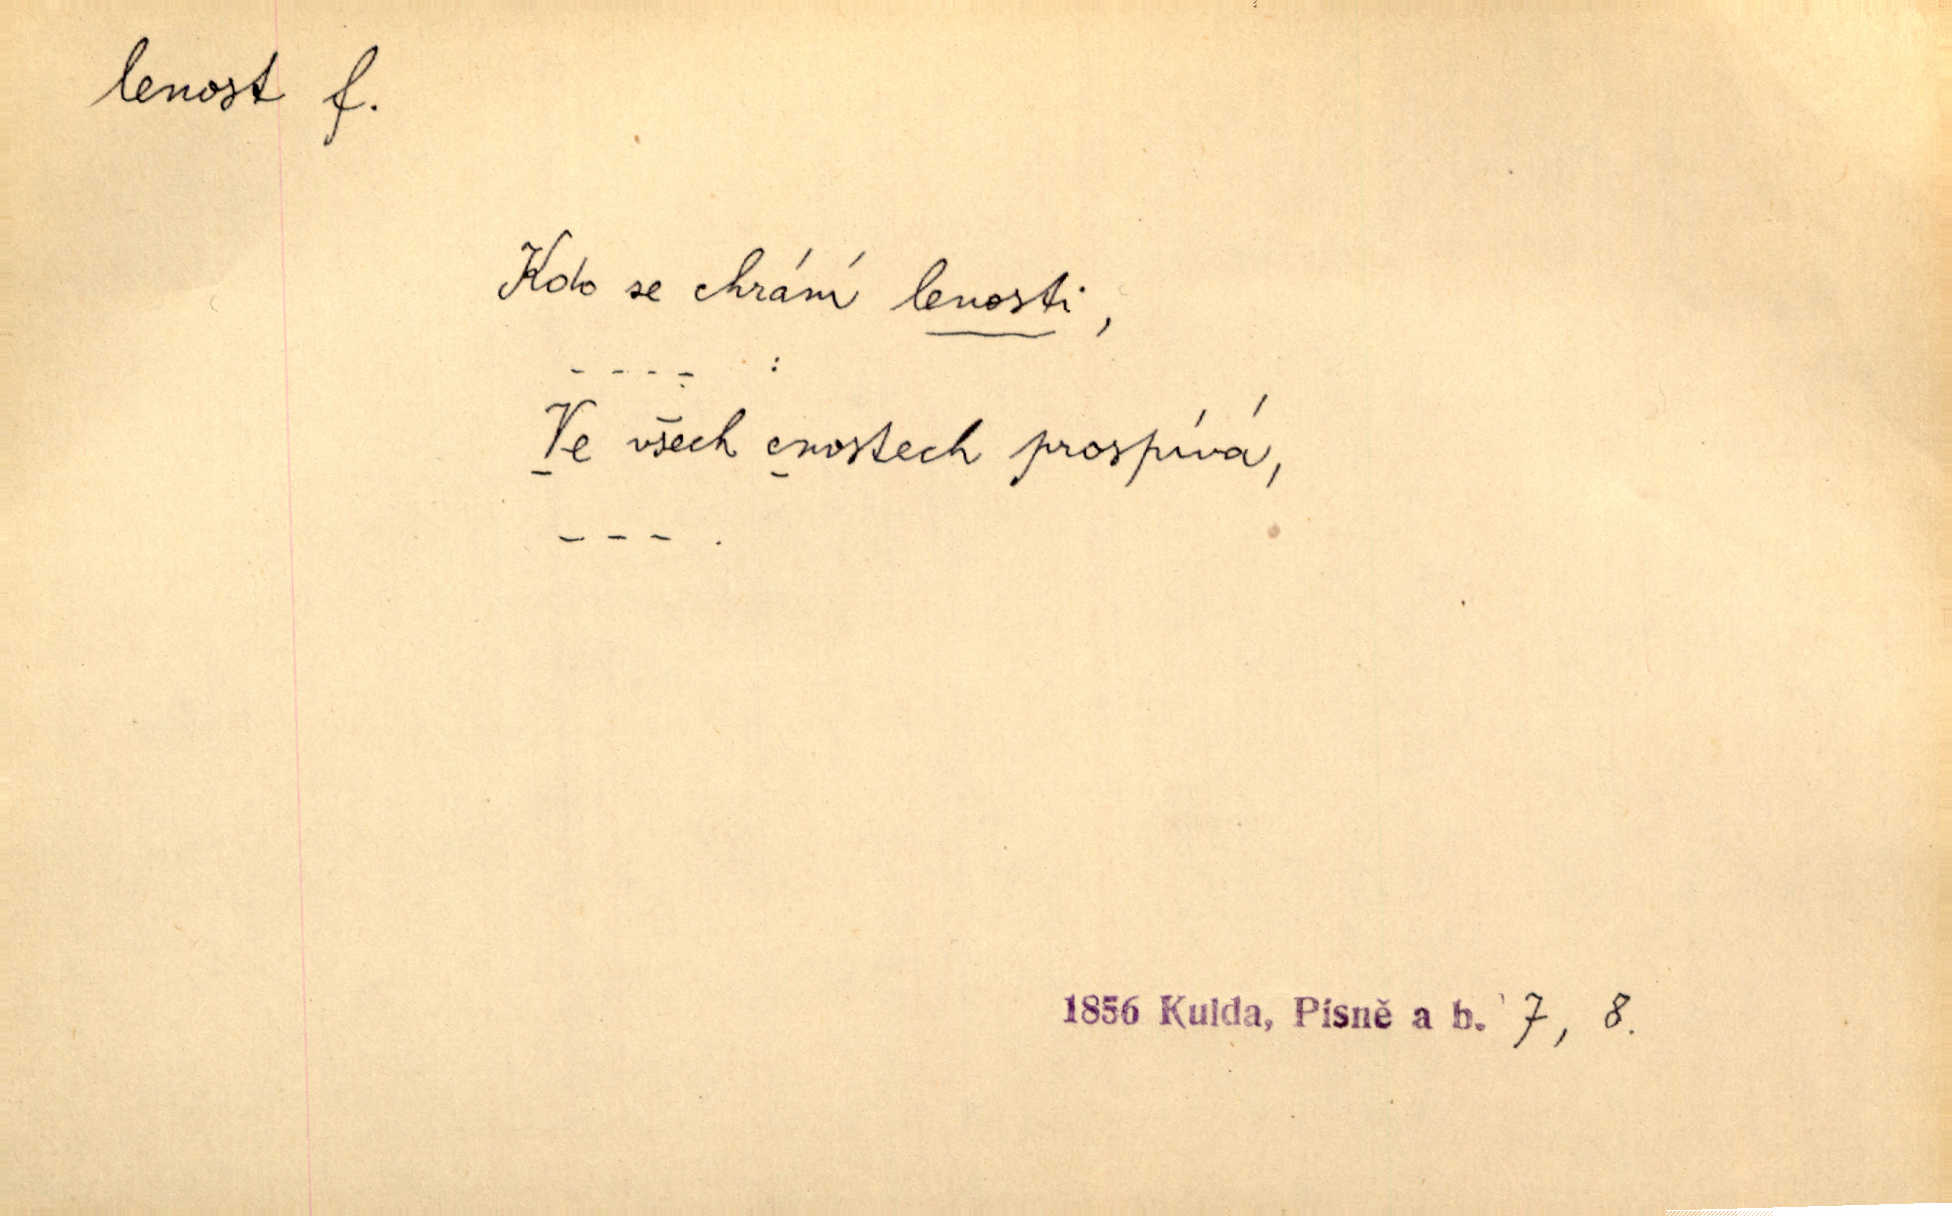 lenost f.
Kdo se chrání lenosti,
- - - - :
Ve všech cnostech prospívá,
- - - .
1856 Kulda, Písně a b. 7, 8.